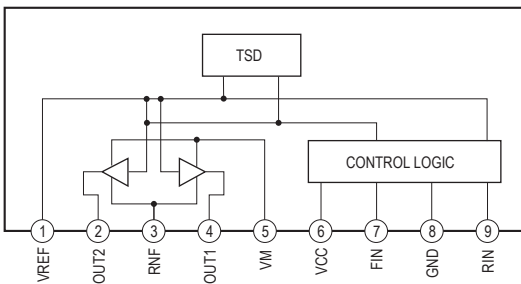 TSD
CONTROL LOGIC
1 2 3 4 5 6 7 8 9
VREF OUT2 RNF OUT1 VM VCC FIN GND RIN